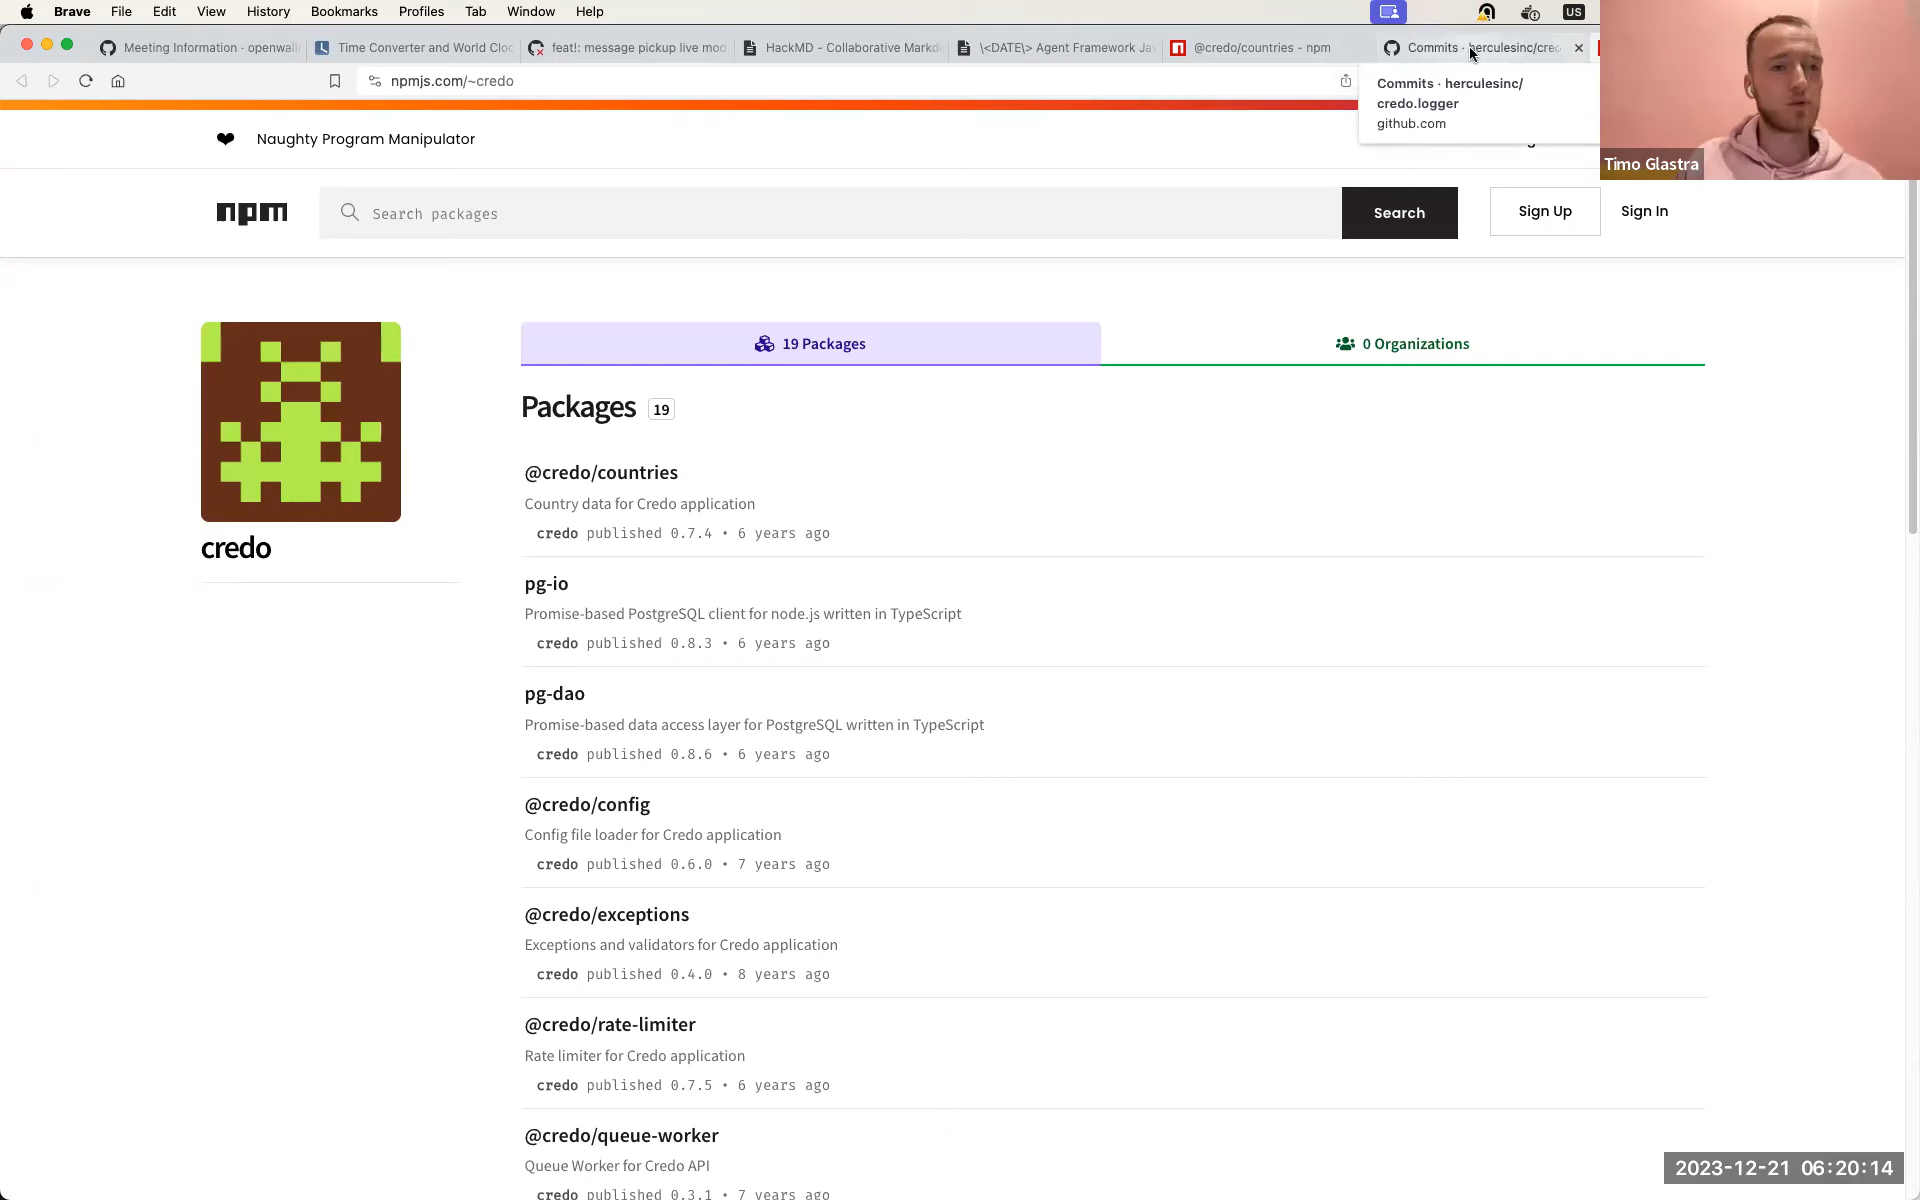 Brave File Edit View History Bookmarks Profiles Tab Window Help US
Meeting Information · openwall
Time Converter and World Cloc
feat!: message pickup live mod
HackMD - Collaborative Markd
\<DATE\> Agent Framework Jav
@credo/countries - npm
Commits · herculesinc/cred
npmjs.com/~credo
Commits · herculesinc/
credo.logger
github.com
Naughty Program Manipulator
Timo Glastra
npm
Search packages
Search
Sign Up
Sign In
19 Packages
0 Organizations
credo
Packages 19
@credo/countries
Country data for Credo application
credo published 0.7.4 • 6 years ago
pg-io
Promise-based PostgreSQL client for node.js written in TypeScript
credo published 0.8.3 • 6 years ago
pg-dao
Promise-based data access layer for PostgreSQL written in TypeScript
credo published 0.8.6 • 6 years ago
@credo/config
Config file loader for Credo application
credo published 0.6.0 • 7 years ago
@credo/exceptions
Exceptions and validators for Credo application
credo published 0.4.0 • 8 years ago
@credo/rate-limiter
Rate limiter for Credo application
credo published 0.7.5 • 6 years ago
@credo/queue-worker
Queue Worker for Credo API
credo published 0.3.1 • 7 years ago
2023-12-21 06:20:14